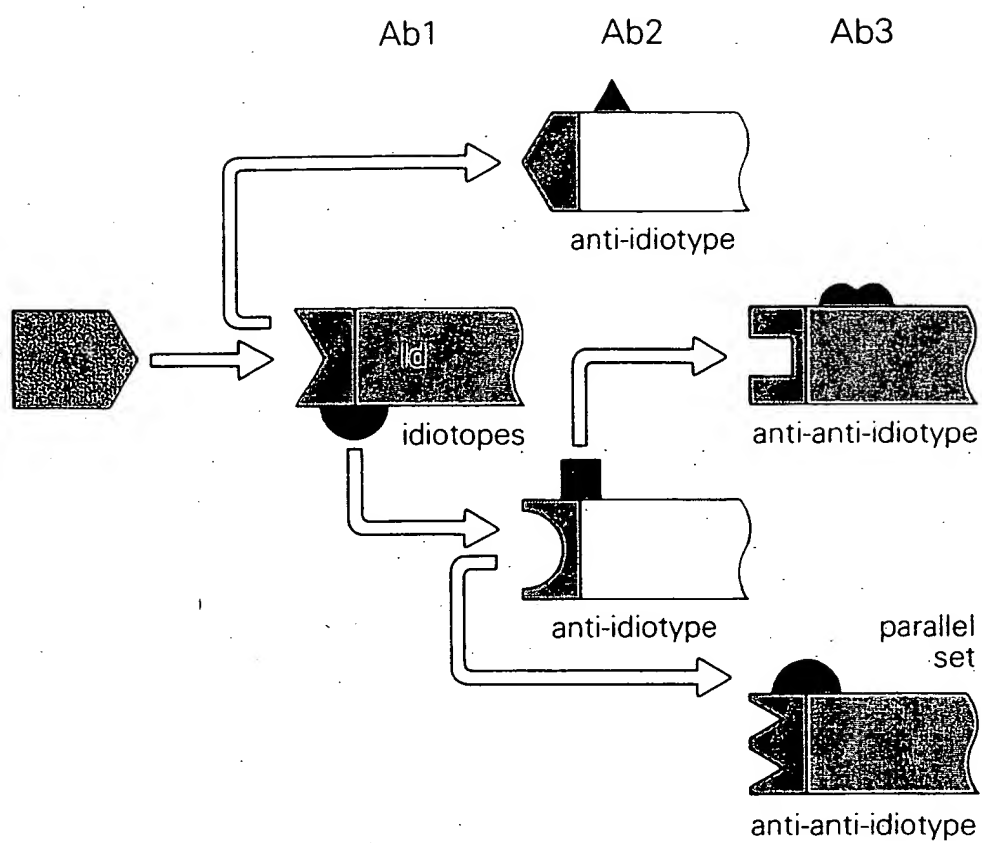 Ab1 Ab2 Ab3
anti-idiotype
Id
idiotopes
anti-anti-idiotype
anti-idiotype
parallel
set
anti-anti-idiotype